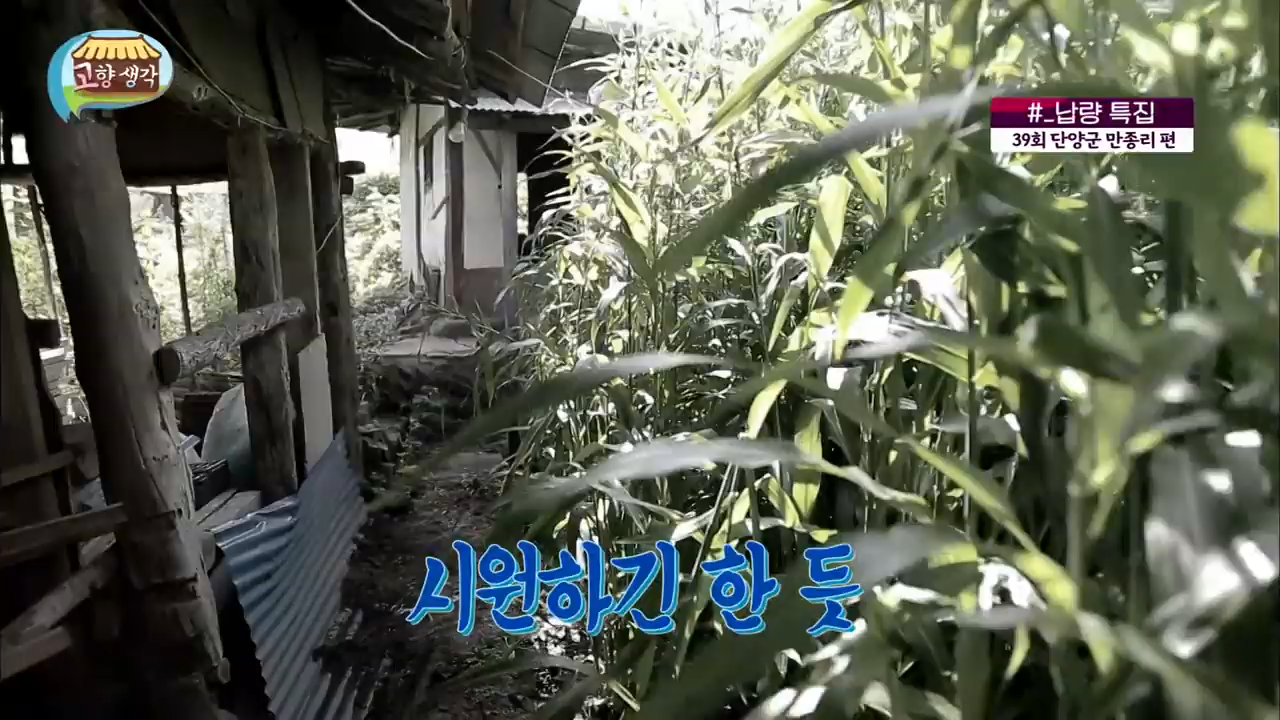 고향 생각
#_납량 특집
39회 단양군 만종리 편
시원하긴 한 듯